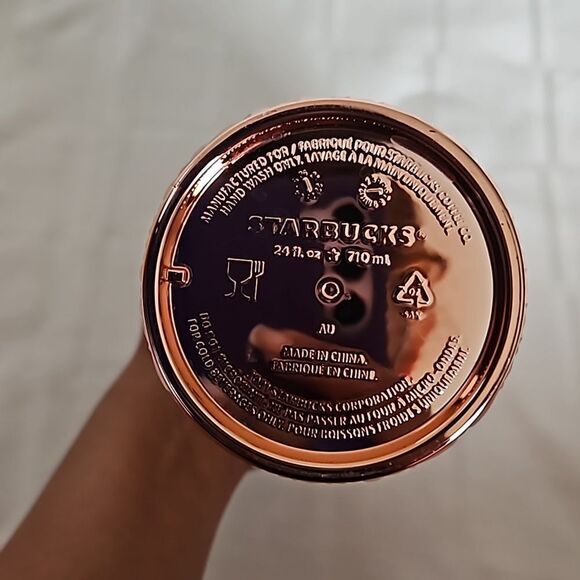 MANUFACTURED FOR / FABRIQUÉ POUR STARBUCKS COFFEE CO.
HAND WASH ONLY. LAVAGE À LA MAIN UNIQUEMENT.
STARBUCKS®
24 fl. oz 710 ml
AU
MADE IN CHINA.
FABRIQUÉ EN CHINE.
STARBUCKS CORPORATION.
PAS PASSER AU FOUR À MICRO-ONDES.
FOR COLD BEVERAGES ONLY. POUR BOISSONS FROIDES UNIQUEMENT.